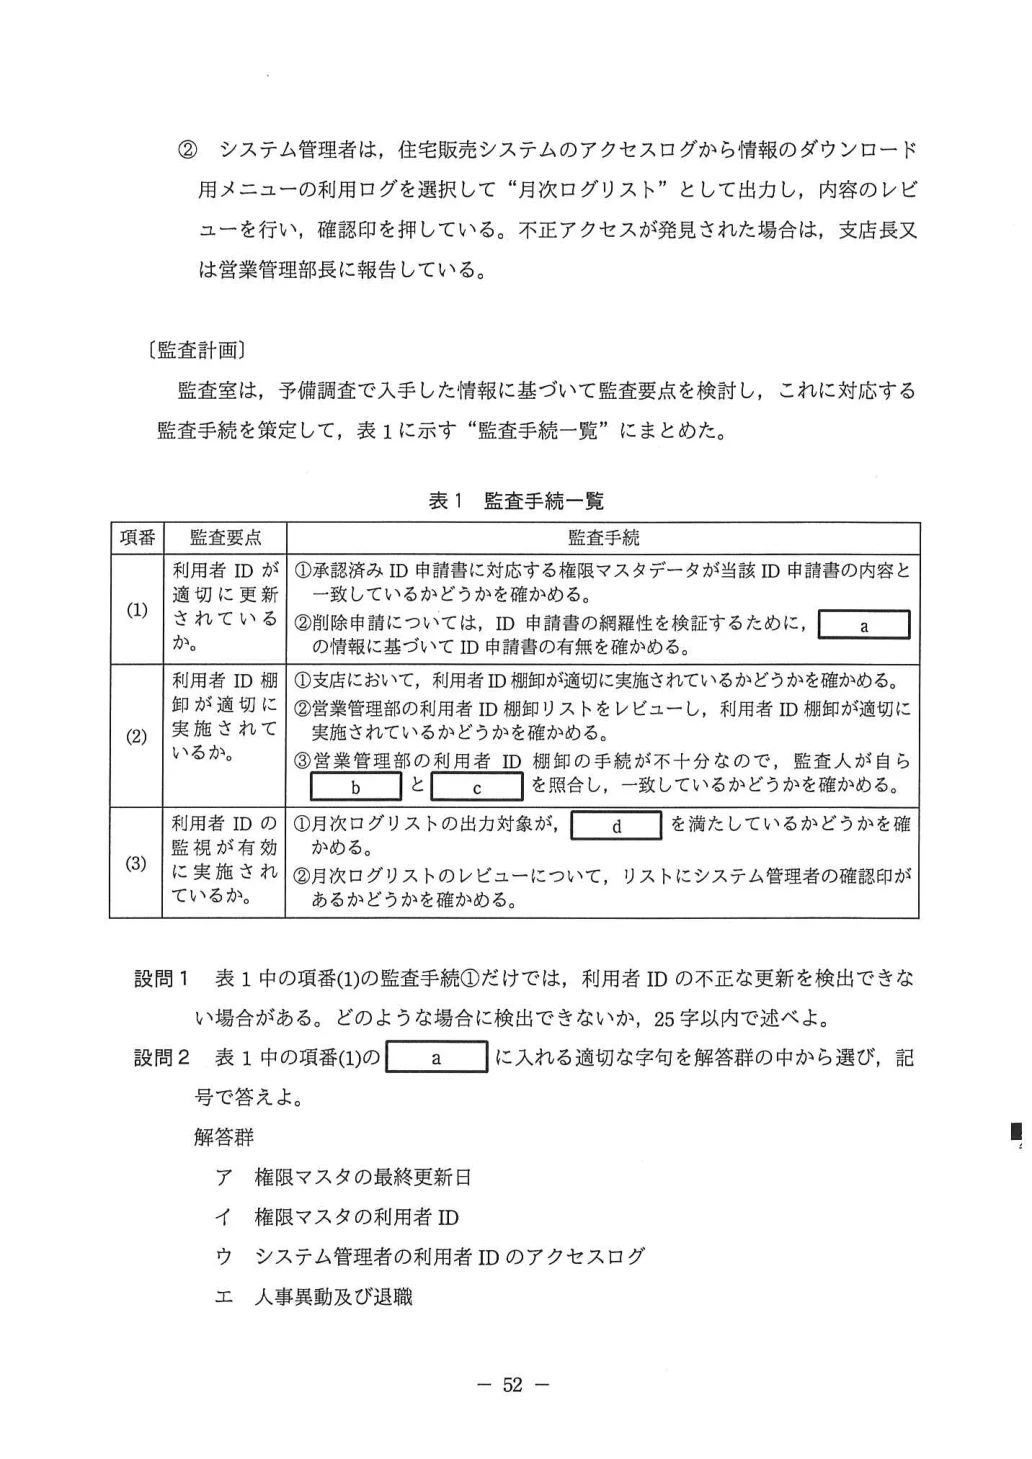 ② システム管理者は，住宅販売システムのアクセスログから情報のダウンロード
用メニューの利用ログを選択して“月次ログリスト”として出力し，内容のレビ
ューを行い，確認印を押している。不正アクセスが発見された場合は，支店長又
は営業管理部長に報告している。
〔監査計画〕
監査室は，予備調査で入手した情報に基づいて監査要点を検討し，これに対応する
監査手続を策定して，表1に示す“監査手続一覧”にまとめた。
表1 監査手続一覧
項番 監査要点 監査手続
(1)
利用者 ID が
適切に更新
されている
か。
①承認済み ID 申請書に対応する権限マスタデータが当該 ID 申請書の内容と
一致しているかどうかを確かめる。
②削除申請については，ID 申請書の網羅性を検証するために， a
の情報に基づいて ID 申請書の有無を確かめる。
(2)
利用者 ID 棚
卸が適切に
実施されて
いるか。
①支店において，利用者 ID 棚卸が適切に実施されているかどうかを確かめる。
②営業管理部の利用者 ID 棚卸リストをレビューし，利用者 ID 棚卸が適切に
実施されているかどうかを確かめる。
③営業管理部の利用者 ID 棚卸の手続が不十分なので，監査人が自ら
b と c を照合し，一致しているかどうかを確かめる。
(3)
利用者 ID の
監視が有効
に実施され
ているか。
①月次ログリストの出力対象が， d を満たしているかどうかを確
かめる。
②月次ログリストのレビューについて，リストにシステム管理者の確認印が
あるかどうかを確かめる。
設問1 表1中の項番(1)の監査手続①だけでは，利用者 ID の不正な更新を検出できな
い場合がある。どのような場合に検出できないか，25字以内で述べよ。
設問2 表1中の項番(1)の a に入れる適切な字句を解答群の中から選び，記
号で答えよ。
解答群
ア 権限マスタの最終更新日
イ 権限マスタの利用者 ID
ウ システム管理者の利用者 ID のアクセスログ
エ 人事異動及び退職
－ 52 －